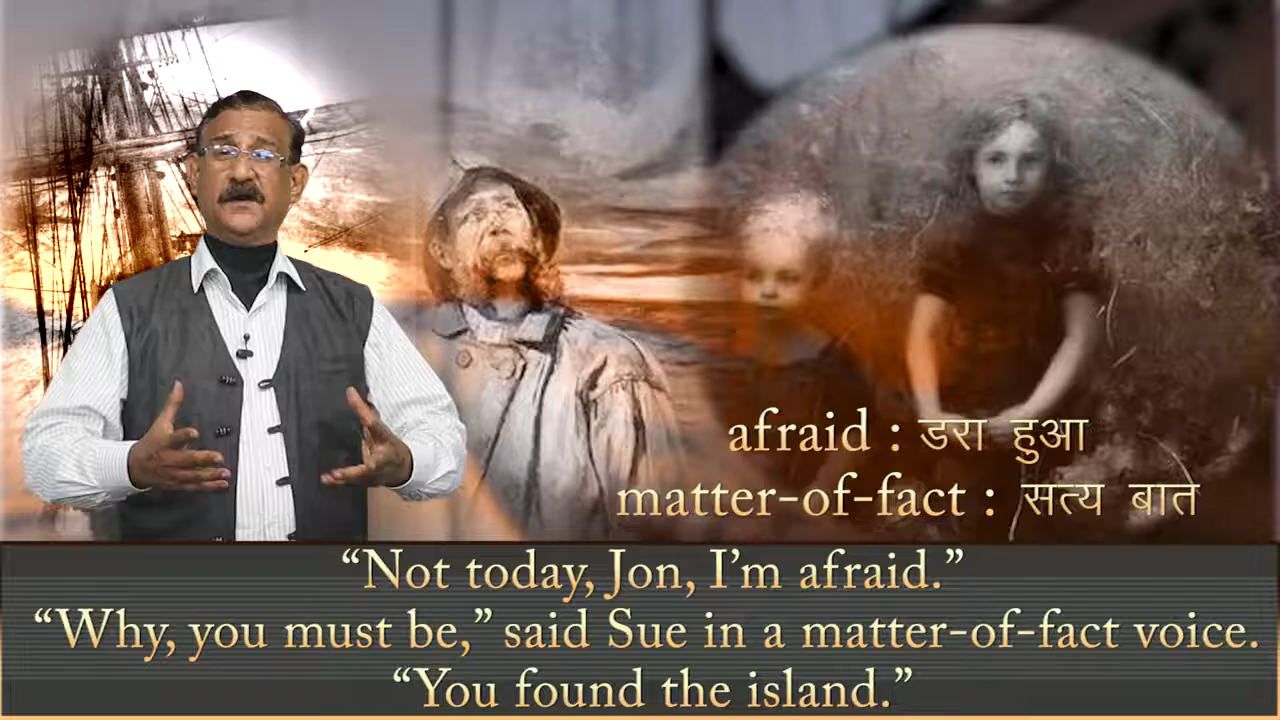 afraid : डरा हुआ
matter-of-fact : सत्य बात
“Not today, Jon, I’m afraid.”
“Why, you must be,” said Sue in a matter-of-fact voice.
“You found the island.”